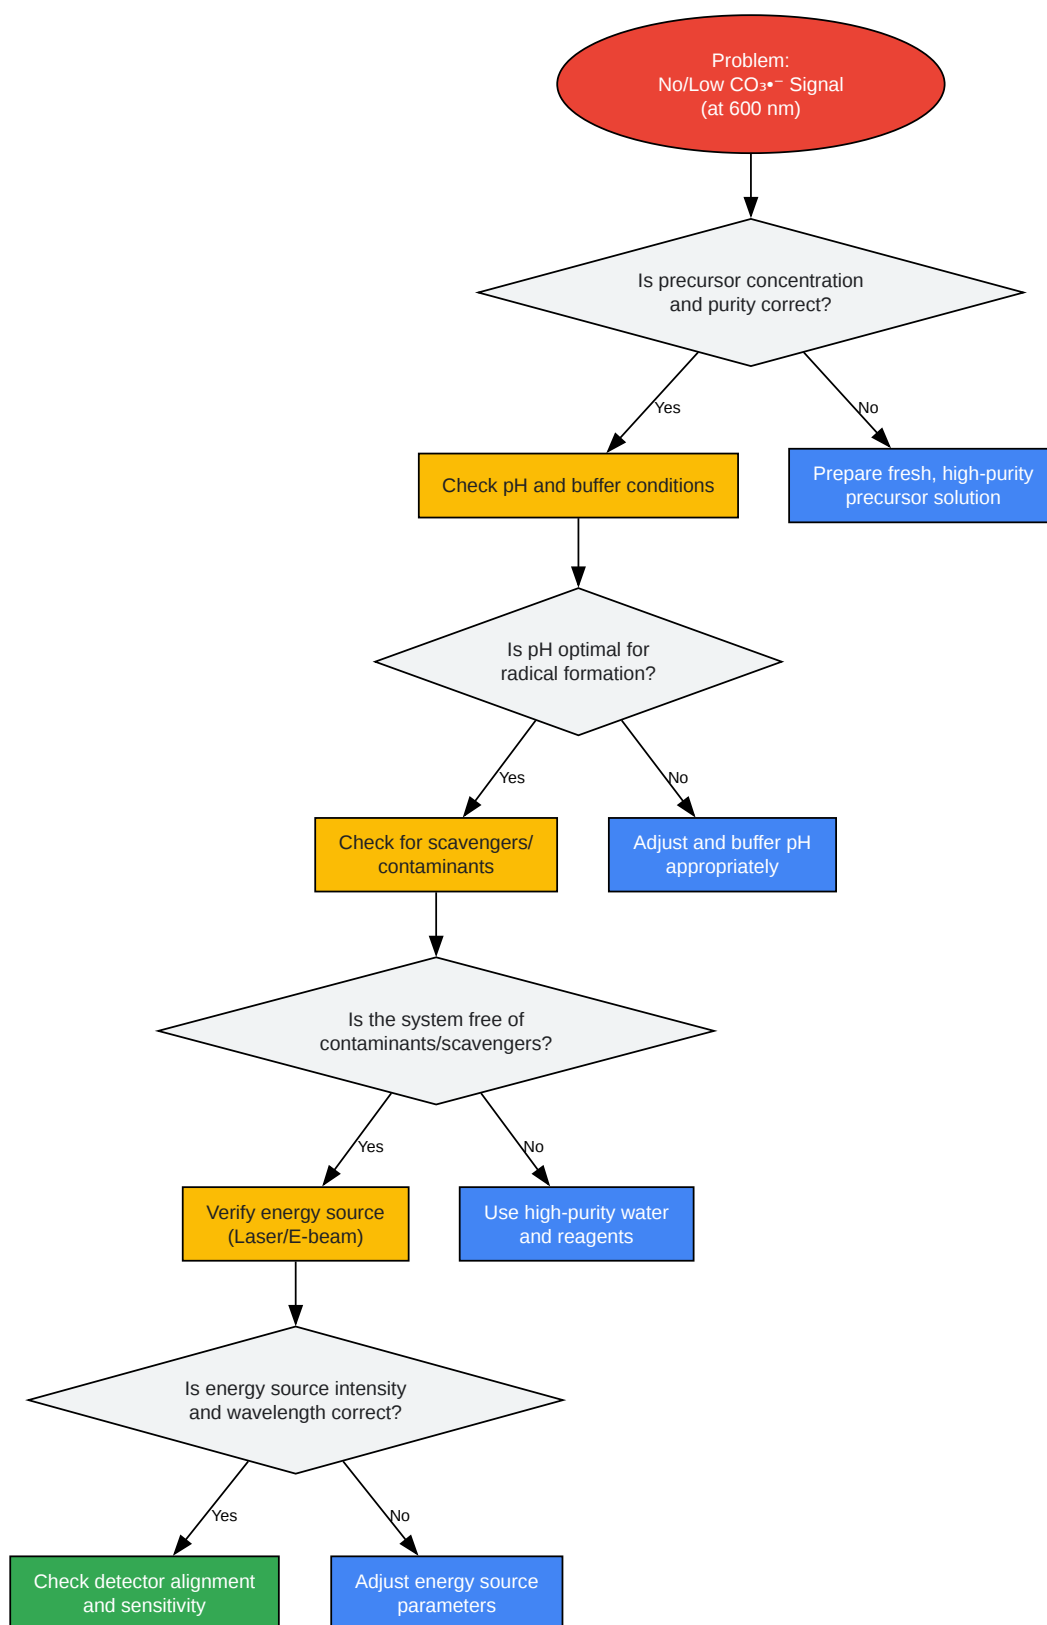 Problem:
No/Low CO₃•⁻ Signal
(at 600 nm)
Is precursor concentration
and purity correct?
Yes
No
Check pH and buffer conditions
Prepare fresh, high-purity
precursor solution
Is pH optimal for
radical formation?
Yes
No
Check for scavengers/
contaminants
Adjust and buffer pH
appropriately
Is the system free of
contaminants/scavengers?
Yes
No
Verify energy source
(Laser/E-beam)
Use high-purity water
and reagents
Is energy source intensity
and wavelength correct?
Yes
No
Check detector alignment
and sensitivity
Adjust energy source
parameters